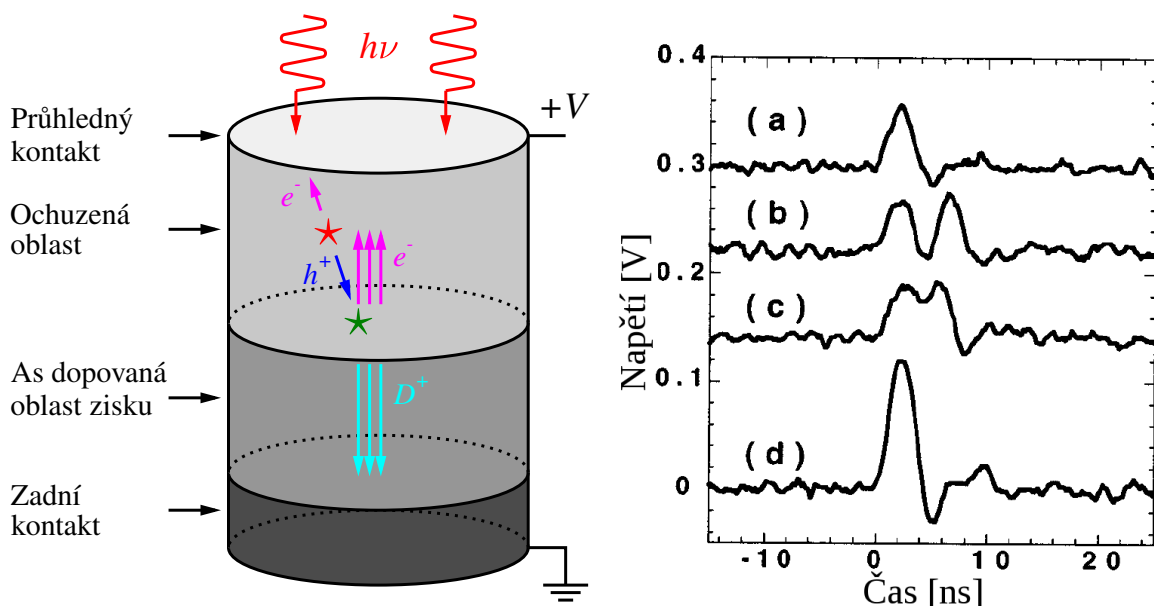 hν
+V
Průhledný
kontakt
e⁻
Ochuzená
oblast
h⁺
e⁻
As dopovaná
oblast zisku
D⁺
Zadní
kontakt
0.4
0.3
0.2
0.1
0
Napětí [V]
(a)
(b)
(c)
(d)
-10 0 10 20
Čas [ns]